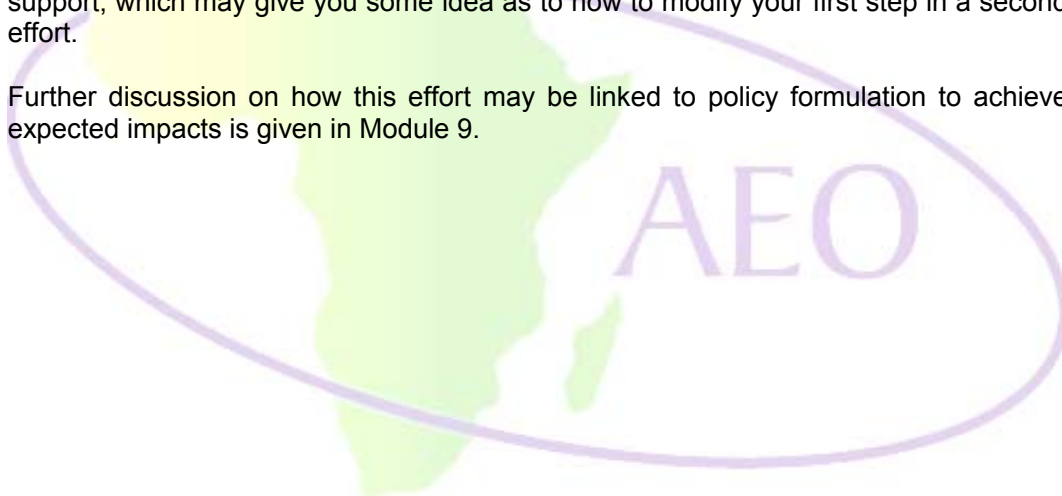 support, which may give you some idea as to how to modify your first step in a second
effort.
Further discussion on how this effort may be linked to policy formulation to achieve
expected impacts is given in Module 9.
AEO